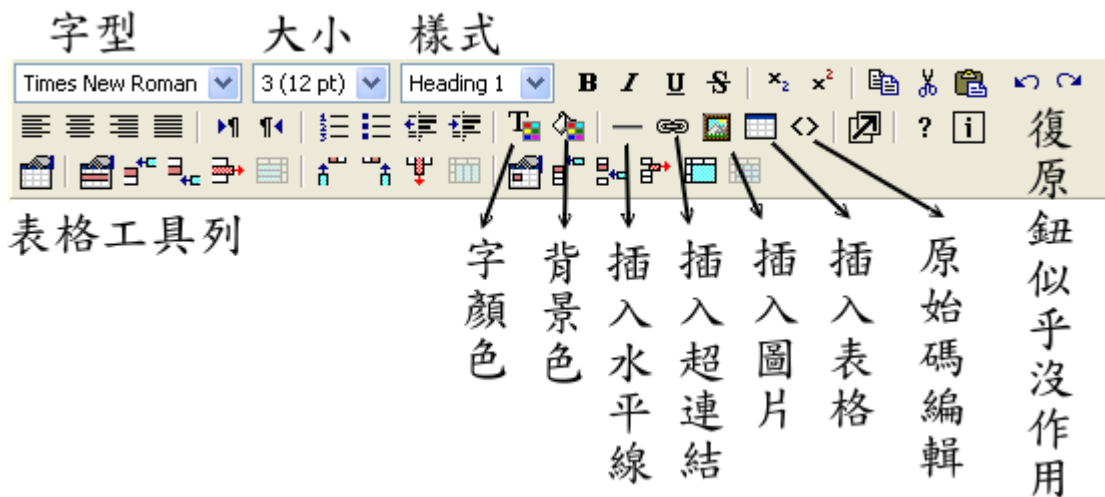 字型 大小 樣式
Times New Roman 3 (12 pt) Heading 1 B I U S x₂ x²
? i
表格工具列
字顏色
背景色
插入水平線
插入超連結
插入圖片
插入表格
原始碼編輯
復原鈕似乎沒作用